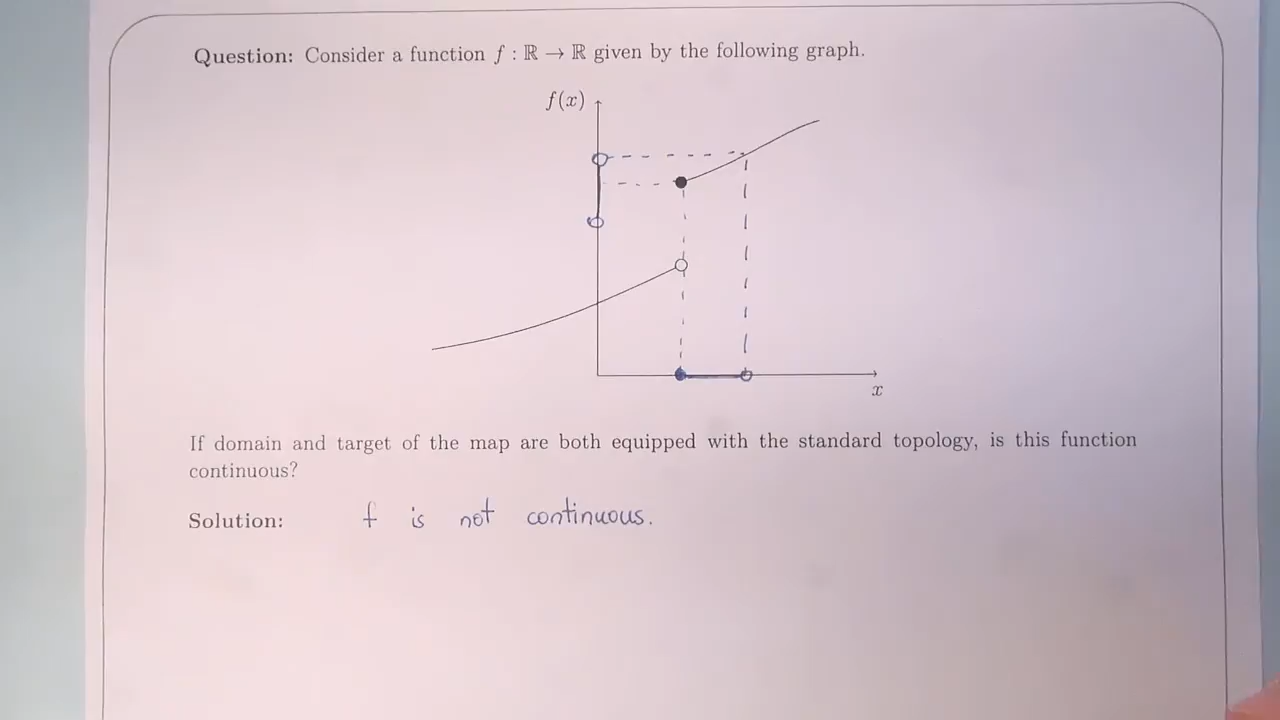 Question: Consider a function f : ℝ → ℝ given by the following graph.
f(x)
x
If domain and target of the map are both equipped with the standard topology, is this function
continuous?
Solution: f is not continuous.